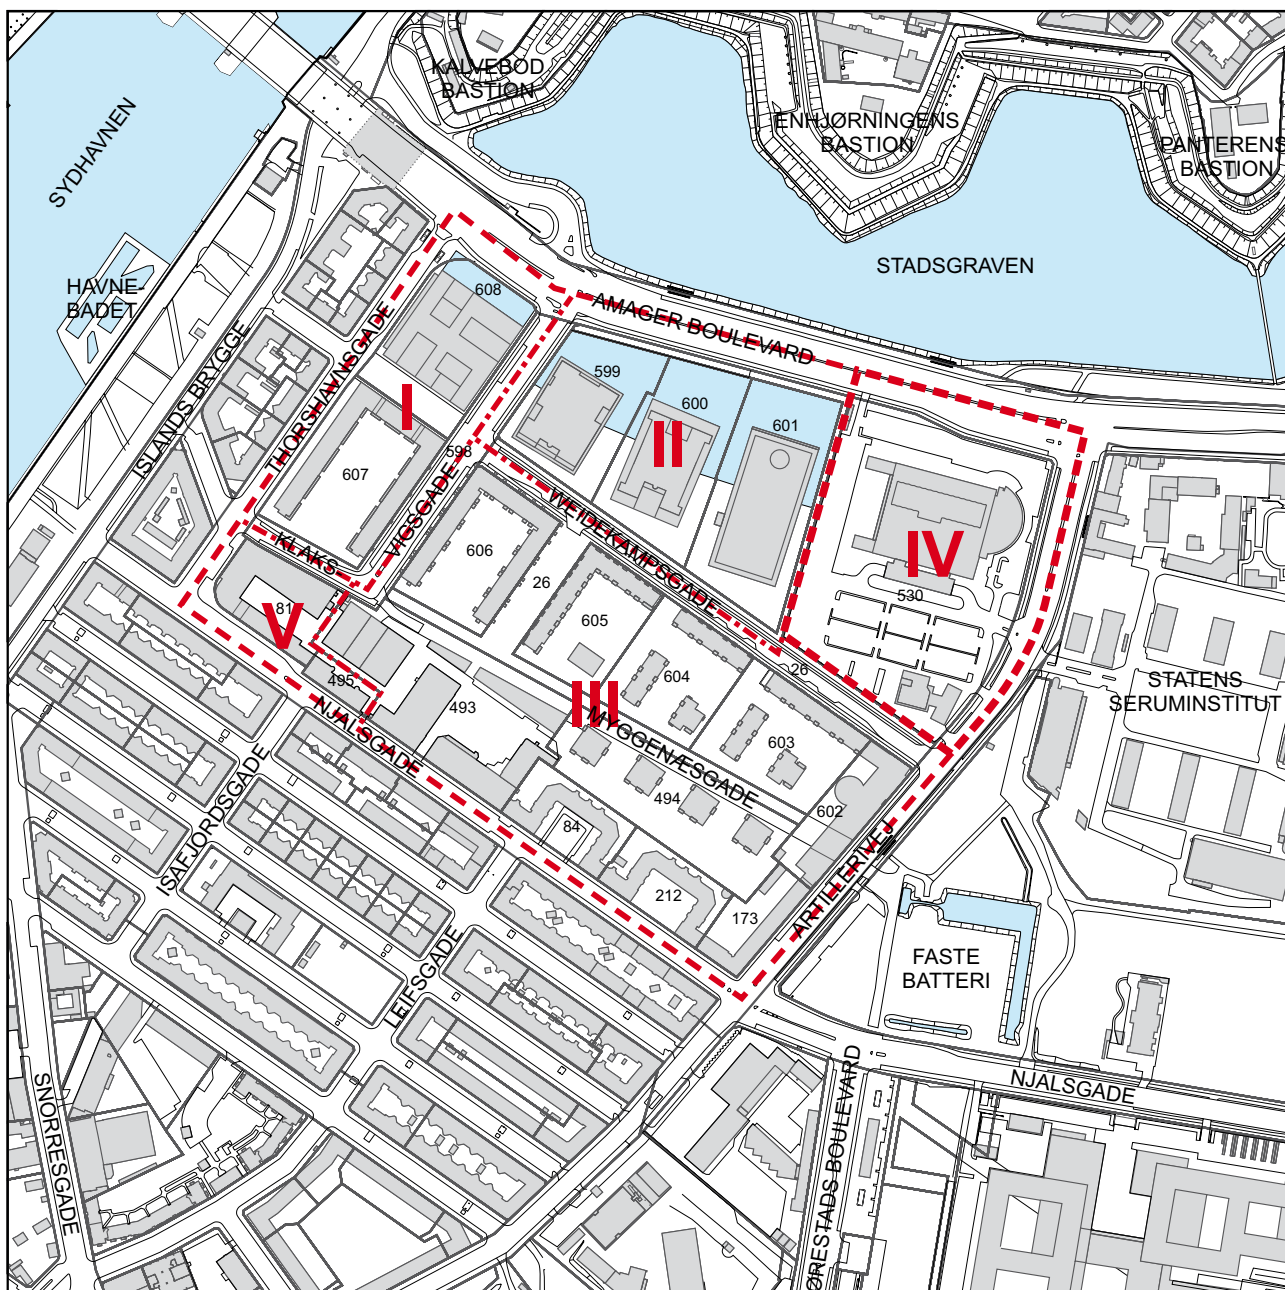 KALVEBOD
BASTION
ENHJØRNINGENS
BASTION
PANTERENS
BASTION
SYDHAVNEN
STADSGRAVEN
HAVNE-
BADET
608
AMAGER BOULEVARD
ISLANDS BRYGGE
THORSHAVNSGADE
599
600
601
I
II
598
607
VIGSGADE
WEIDEKAMPSGADE
KLAKS-
606
26
605
IV
530
81
V
495
604
26
STATENS
SERUMINSTITUT
493
III
MYGGENÆSGADE
603
NJALSGADE
494
602
84
ISAFJORDSGADE
212
173
ARTILLERIVEJ
LEIFSGADE
FASTE
BATTERI
NJALSGADE
SNORRESGADE
ØRESTADS BOULEVARD